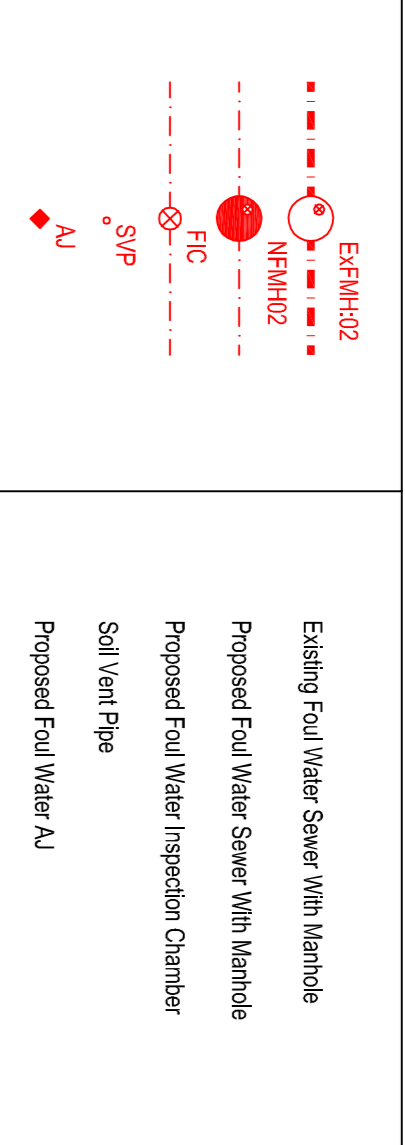 ExFMH:02
Existing Foul Water Sewer With Manhole
NFMH02
Proposed Foul Water Sewer With Manhole
FIC
Proposed Foul Water Inspection Chamber
SVP
Soil Vent Pipe
AJ
Proposed Foul Water AJ